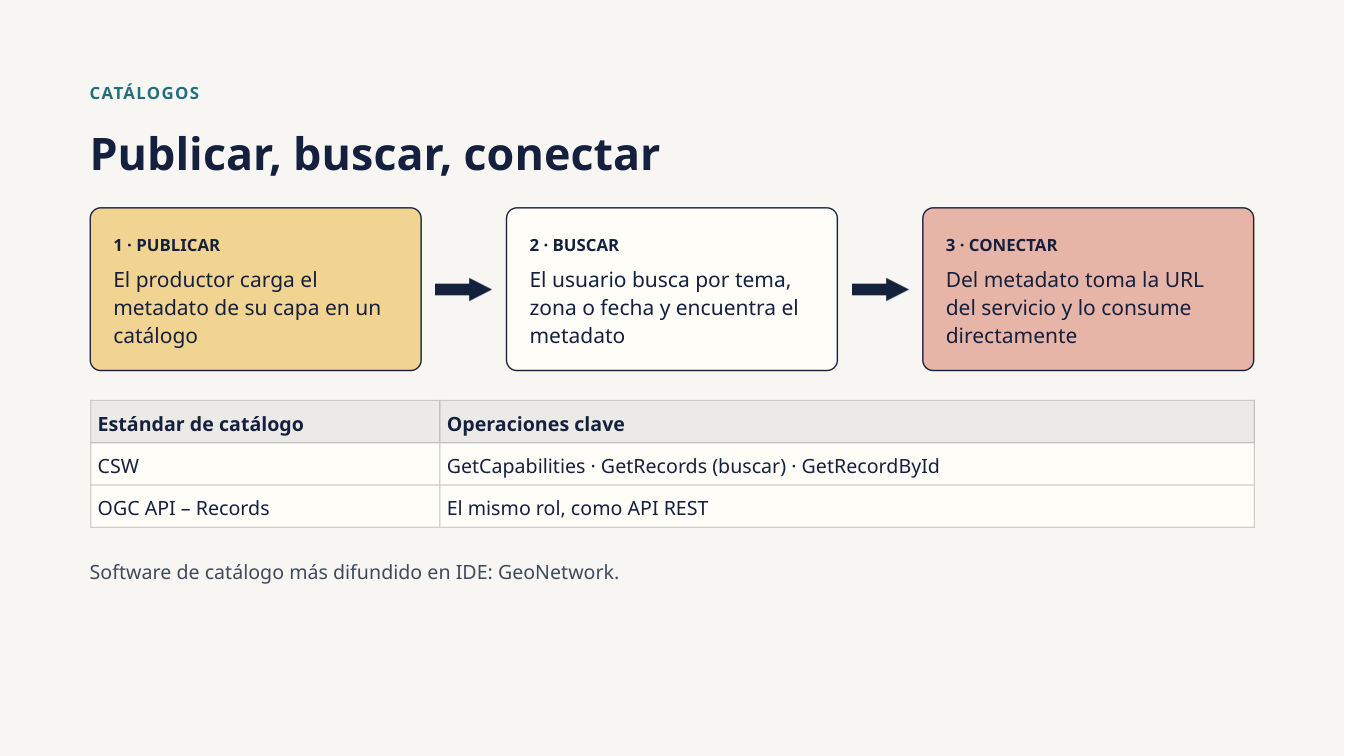 CATÁLOGOS
Publicar, buscar, conectar
1 · PUBLICAR
El productor carga el
metadato de su capa en un
catálogo
2 · BUSCAR
El usuario busca por tema,
zona o fecha y encuentra el
metadato
3 · CONECTAR
Del metadato toma la URL
del servicio y lo consume
directamente
Estándar de catálogo
Operaciones clave
CSW
GetCapabilities · GetRecords (buscar) · GetRecordById
OGC API – Records
El mismo rol, como API REST
Software de catálogo más difundido en IDE: GeoNetwork.